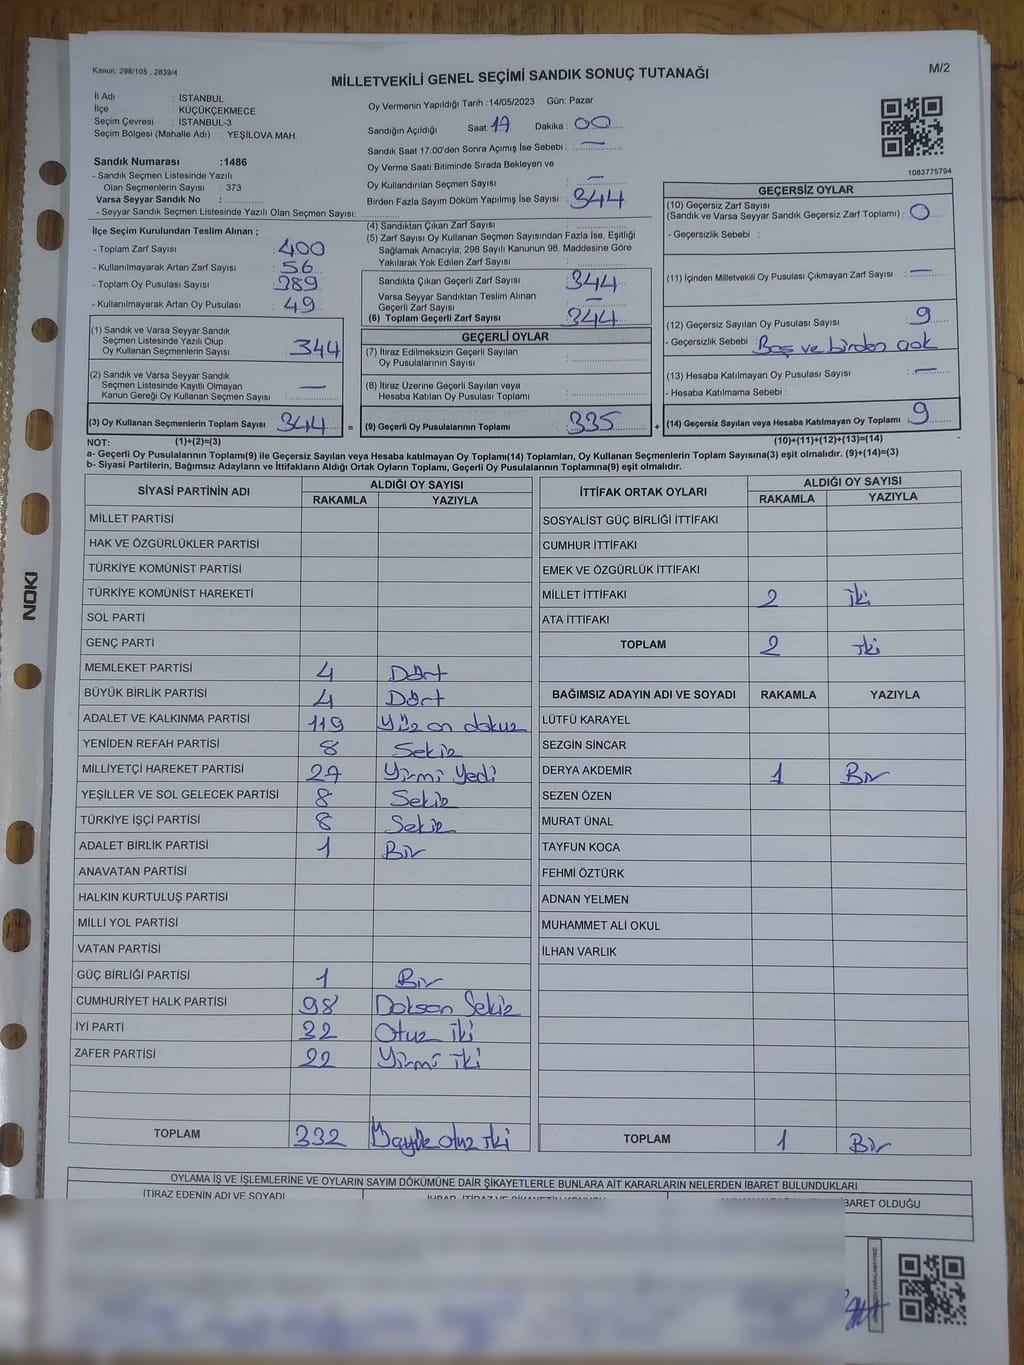 Kanun: 298/105 , 2839/4
MİLLETVEKİLİ GENEL SEÇİMİ SANDIK SONUÇ TUTANAĞI
M/2
İl Adı : İSTANBUL
İlçe : KÜÇÜKÇEKMECE
Seçim Çevresi : İSTANBUL-3
Seçim Bölgesi (Mahalle Adı) : YEŞİLOVA MAH.
Sandık Numarası :1486
- Sandık Seçmen Listesinde Yazılı
Olan Seçmenlerin Sayısı : 373
Varsa Seyyar Sandık No :
- Seyyar Sandık Seçmen Listesinde Yazılı Olan Seçmen Sayısı:
İlçe Seçim Kurulundan Teslim Alınan ;
- Toplam Zarf Sayısı 400
- Kullanılmayarak Artan Zarf Sayısı 56
- Toplam Oy Pusulası Sayısı 389
- Kullanılmayarak Artan Oy Pusulası 49
(1) Sandık ve Varsa Seyyar Sandık
Seçmen Listesinde Yazılı Olup
Oy Kullanan Seçmenlerin Sayısı 344
(2) Sandık ve Varsa Seyyar Sandık
Seçmen Listesinde Kayıtlı Olmayan
Kanun Gereği Oy Kullanan Seçmen Sayısı : —
(3) Oy Kullanan Seçmenlerin Toplam Sayısı 344 =
Oy Vermenin Yapıldığı Tarih :14/05/2023 Gün: Pazar
Sandığın Açıldığı Saat: 17 Dakika : 00
Sandık Saat 17:00'den Sonra Açımış İse Sebebi : —
Oy Verme Saati Bitiminde Sırada Bekleyen ve
Oy Kullandırılan Seçmen Sayısı : —
Birden Fazla Sayım Döküm Yapılmış İse Sayısı : 344
(4) Sandıktan Çıkan Zarf Sayısı :
(5) Zarf Sayısı Oy Kullanan Seçmen Sayısından Fazla İse, Eşitliği
Sağlamak Amacıyla; 298 Sayılı Kanunun 98. Maddesine Göre
Yakılarak Yok Edilen Zarf Sayısı :
Sandıkta Çıkan Geçerli Zarf Sayısı : 344
Varsa Seyyar Sandıktan Teslim Alınan
Geçerli Zarf Sayısı : —
(6) Toplam Geçerli Zarf Sayısı : 344
GEÇERLİ OYLAR
(7) İtiraz Edilmeksizin Geçerli Sayılan
Oy Pusulalarının Sayısı :
(8) İtiraz Üzerine Geçerli Sayılan veya
Hesaba Katılan Oy Pusulası Toplamı :
(9) Geçerli Oy Pusulalarının Toplamı : 335 +
1083775794
GEÇERSİZ OYLAR
(10) Geçersiz Zarf Sayısı
(Sandık ve Varsa Seyyar Sandık Geçersiz Zarf Toplamı) : 0
- Geçersizlik Sebebi :
(11) İçinden Milletvekili Oy Pusulası Çıkmayan Zarf Sayısı : —
(12) Geçersiz Sayılan Oy Pusulası Sayısı : 9
- Geçersizlik Sebebi Boş ve birden çok
(13) Hesaba Katılmayan Oy Pusulası Sayısı : —
- Hesaba Katılmama Sebebi :
(14) Geçersiz Sayılan veya Hesaba Katılmayan Oy Toplamı : 9
NOT: (1)+(2)=(3) (10)+(11)+(12)+(13)=(14)
a- Geçerli Oy Pusulalarının Toplamı(9) ile Geçersiz Sayılan veya Hesaba katılmayan Oy Toplamı(14) Toplamları, Oy Kullanan Seçmenlerin Toplam Sayısına(3) eşit olmalıdır. (9)+(14)=(3)
b- Siyasi Partilerin, Bağımsız Adayların ve İttifakların Aldığı Ortak Oyların Toplamı, Geçerli Oy Pusulalarının Toplamına(9) eşit olmalıdır.
SİYASİ PARTİNİN ADI ALDIĞI OY SAYISI
RAKAMLA YAZIYLA
MİLLET PARTİSİ
HAK VE ÖZGÜRLÜKLER PARTİSİ
TÜRKİYE KOMÜNİST PARTİSİ
TÜRKİYE KOMÜNİST HAREKETİ
SOL PARTİ
GENÇ PARTİ
MEMLEKET PARTİSİ 4 Dört
BÜYÜK BİRLİK PARTİSİ 4 Dört
ADALET VE KALKINMA PARTİSİ 119 Yüz on dokuz
YENİDEN REFAH PARTİSİ 8 Sekiz
MİLLİYETÇİ HAREKET PARTİSİ 27 Yirmi Yedi
YEŞİLLER VE SOL GELECEK PARTİSİ 8 Sekiz
TÜRKİYE İŞÇİ PARTİSİ 8 Sekiz
ADALET BİRLİK PARTİSİ 1 Bir
ANAVATAN PARTİSİ
HALKIN KURTULUŞ PARTİSİ
MİLLİ YOL PARTİSİ
VATAN PARTİSİ
GÜÇ BİRLİĞİ PARTİSİ 1 Bir
CUMHURİYET HALK PARTİSİ 98 Doksan Sekiz
İYİ PARTİ 32 Otuz iki
ZAFER PARTİSİ 22 Yirmi iki
TOPLAM 332 otuz iki
İTTİFAK ORTAK OYLARI ALDIĞI OY SAYISI
RAKAMLA YAZIYLA
SOSYALİST GÜÇ BİRLİĞİ İTTİFAKI
CUMHUR İTTİFAKI
EMEK VE ÖZGÜRLÜK İTTİFAKI
MİLLET İTTİFAKI 2 iki
ATA İTTİFAKI
TOPLAM 2 iki
BAĞIMSIZ ADAYIN ADI VE SOYADI RAKAMLA YAZIYLA
LÜTFÜ KARAYEL
SEZGİN SİNCAR
DERYA AKDEMİR 1 Bir
SEZEN ÖZEN
MURAT ÜNAL
TAYFUN KOCA
FEHMİ ÖZTÜRK
ADNAN YELMEN
MUHAMMET ALİ OKUL
İLHAN VARLIK
TOPLAM 1 Bir
OYLAMA İŞ VE İŞLEMLERİNE VE OYLARIN SAYIM DÖKÜMÜNE DAİR ŞİKAYETLERLE BUNLARA AİT KARARLARIN NELERDEN İBARET BULUNDUKLARI
İTİRAZ EDENİN ADI VE SOYADI
İBARET OLDUĞU
NOKI